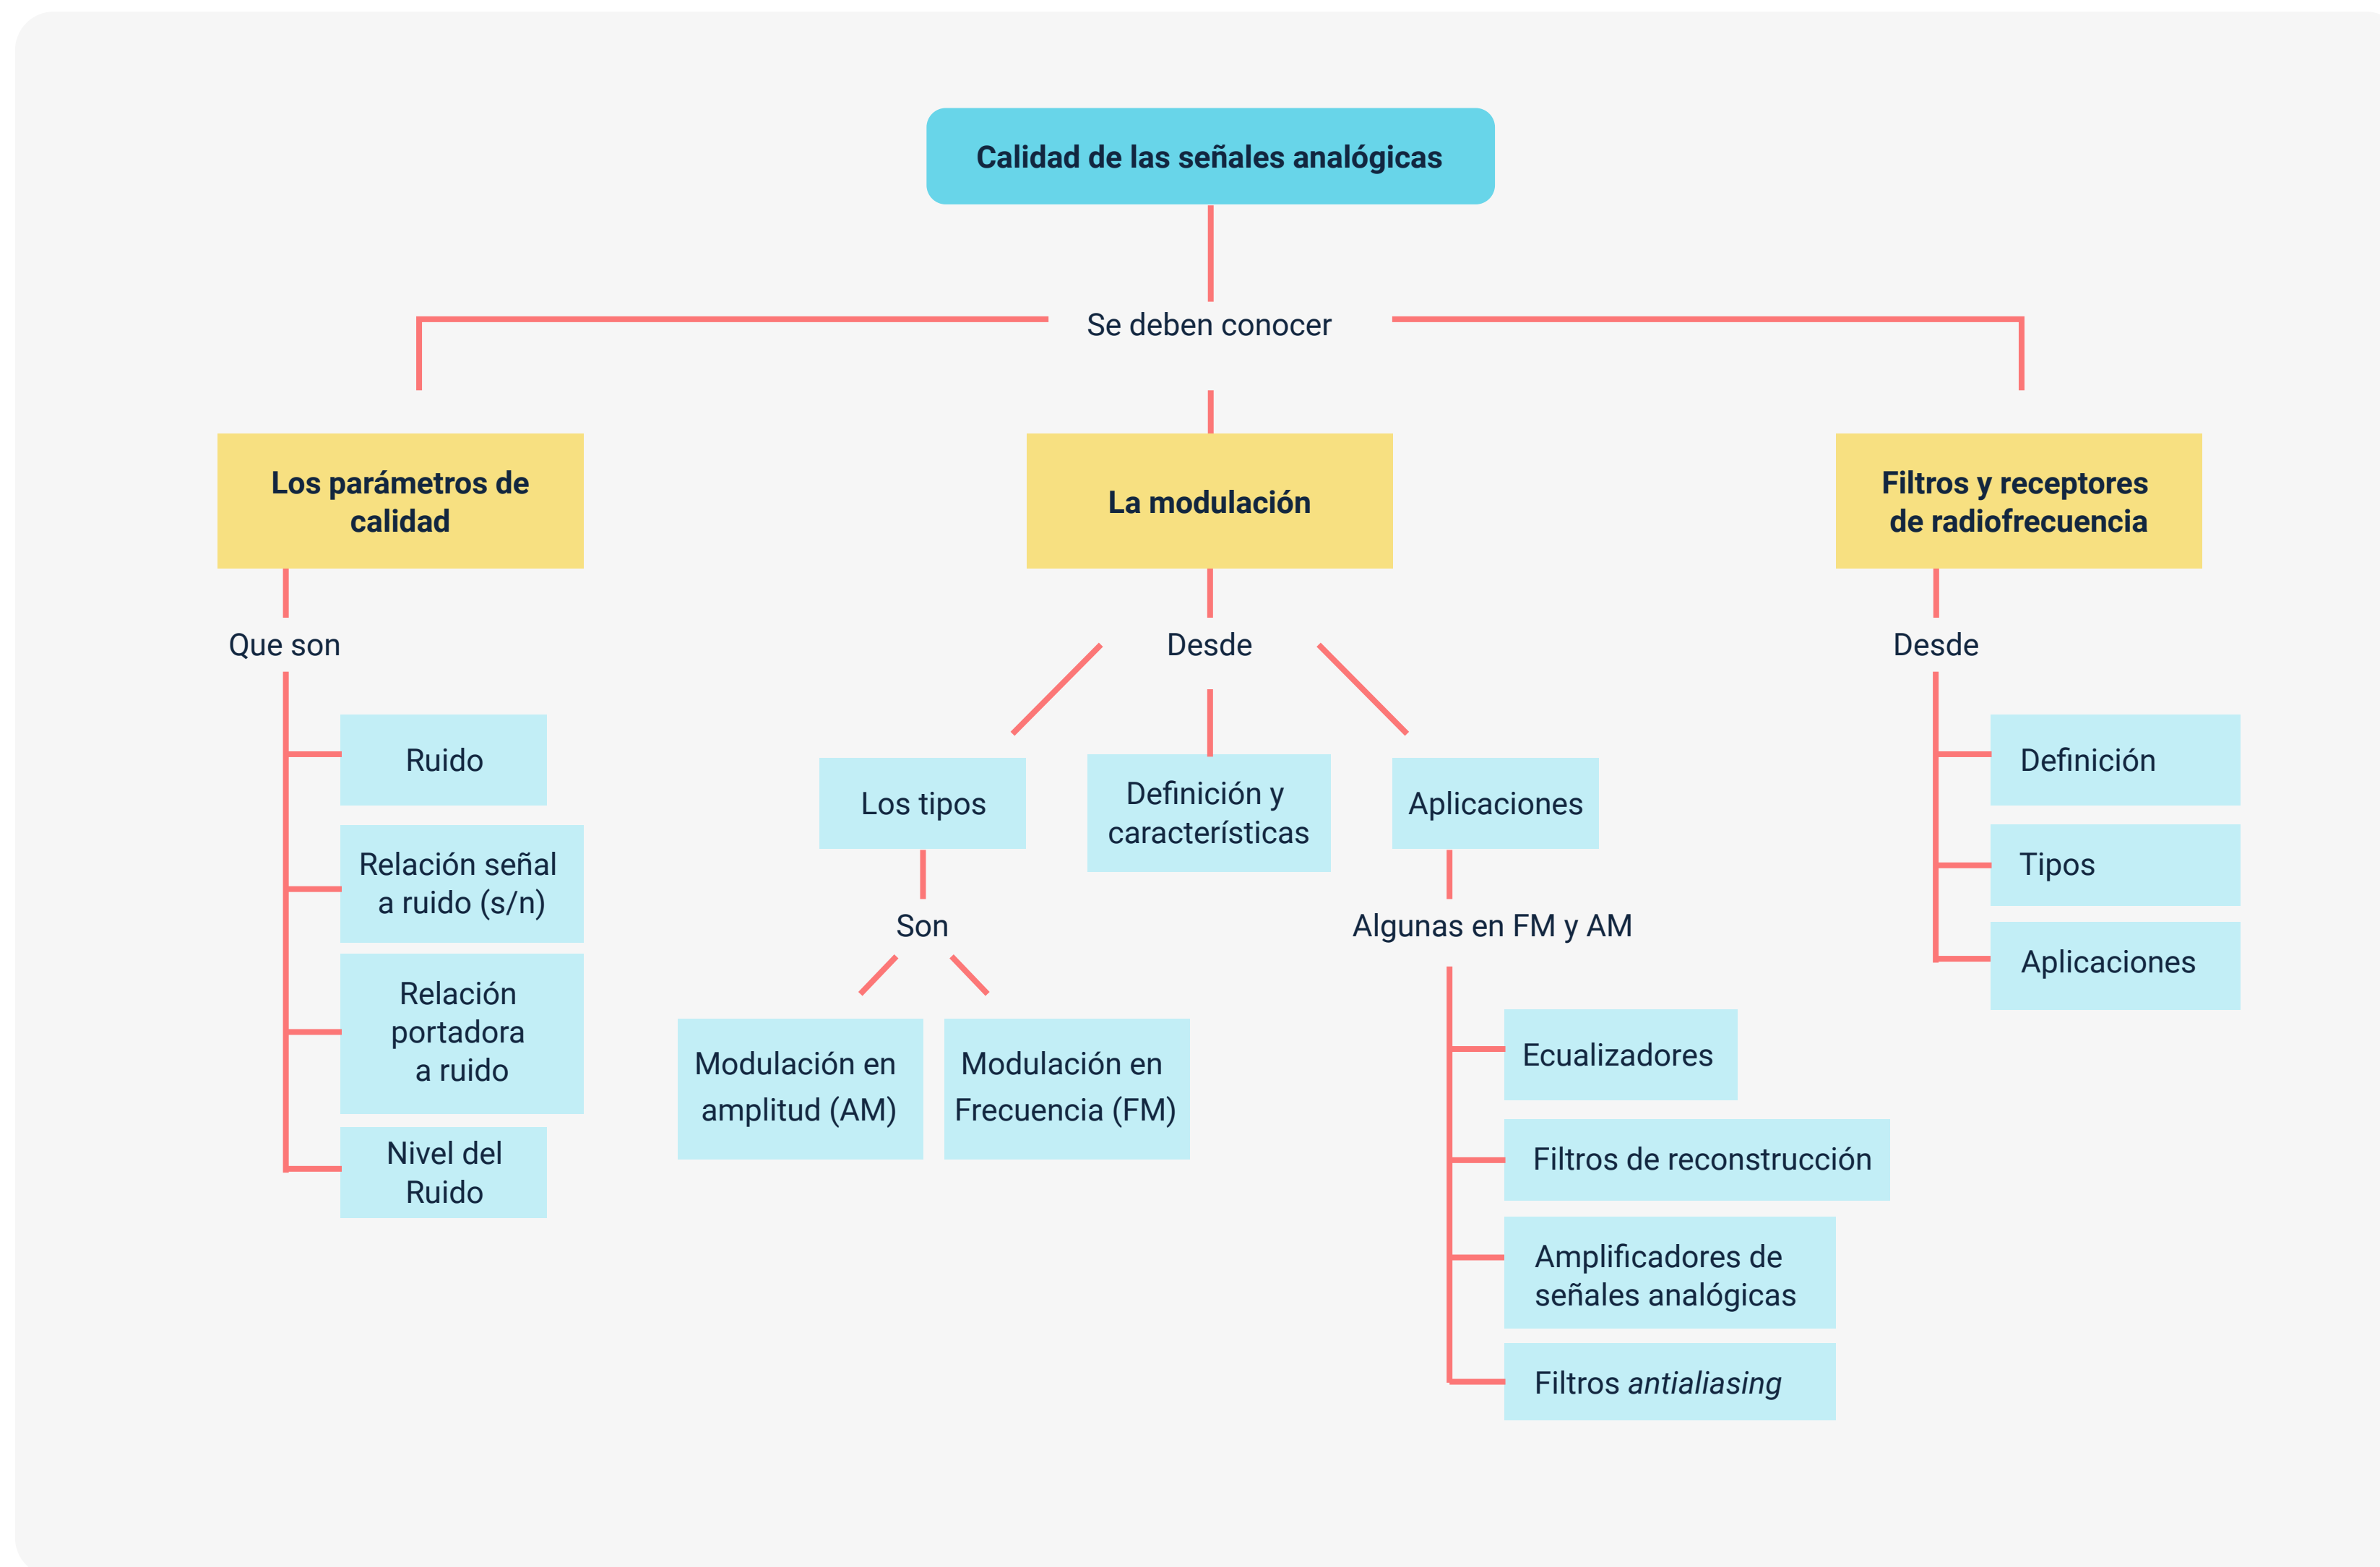 Calidad de las señales analógicas
Se deben conocer
Los parámetros de
calidad
Que son
Ruido
Relación señal
a ruido (s/n)
Relación
portadora
a ruido
Nivel del
Ruido
La modulación
Desde
Los tipos
Son
Modulación en
amplitud (AM)
Modulación en
Frecuencia (FM)
Definición y
características
Aplicaciones
Algunas en FM y AM
Ecualizadores
Filtros de reconstrucción
Amplificadores de
señales analógicas
Filtros antialiasing
Filtros y receptores
de radiofrecuencia
Desde
Definición
Tipos
Aplicaciones